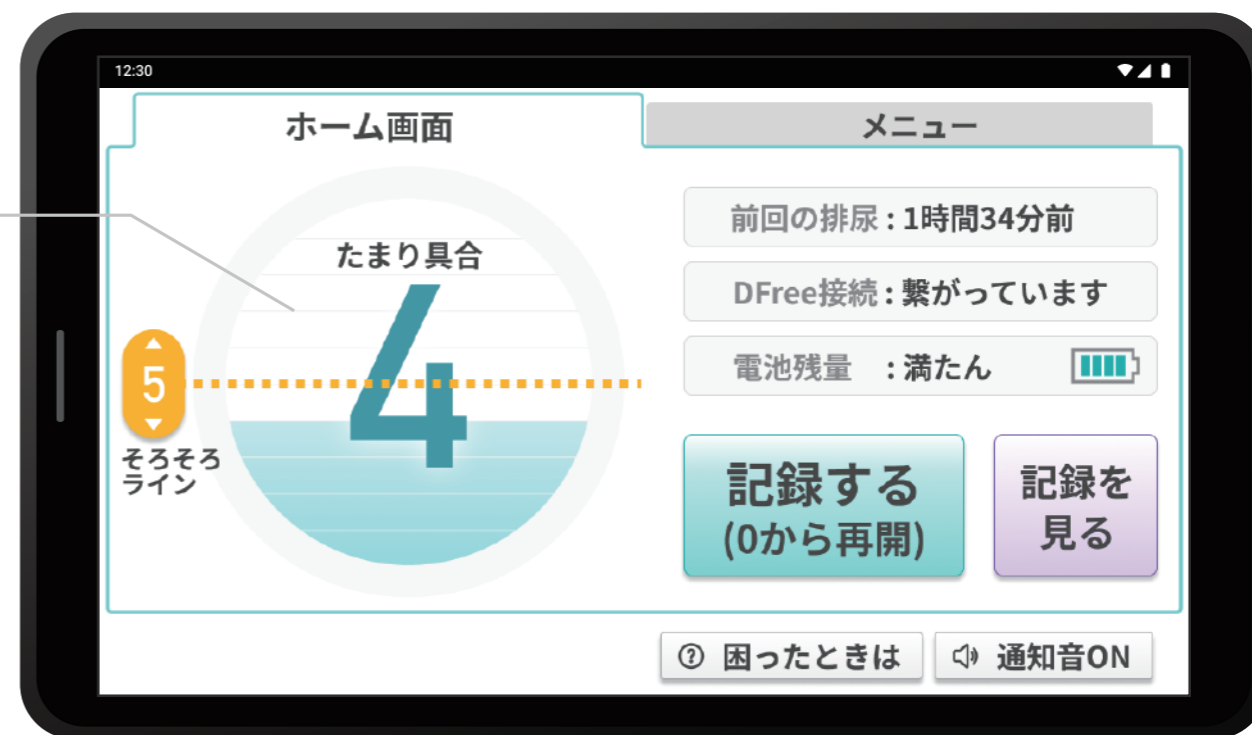 12:30
ホーム画面
メニュー
たまり具合
4
5
そろそろ
ライン
前回の排尿 : 1時間34分前
DFree接続 : 繋がっています
電池残量 : 満たん
記録する
(0から再開)
記録を
見る
? 困ったときは
通知音ON